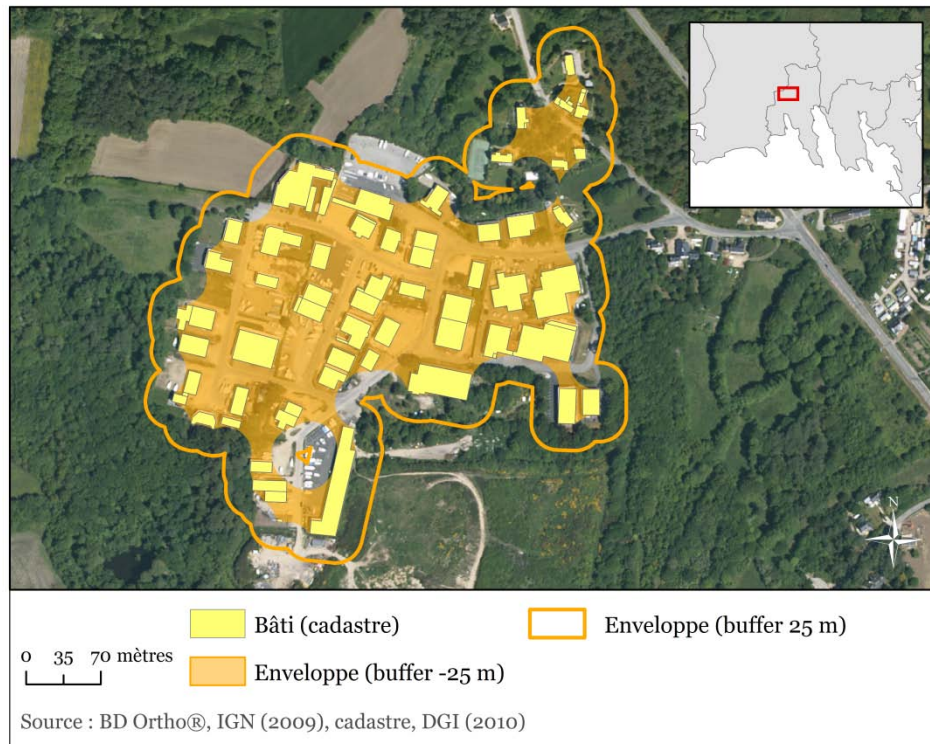 N
Bâti (cadastre)
Enveloppe (buffer 25 m)
0 35 70 mètres
Enveloppe (buffer -25 m)
Source : BD Ortho®, IGN (2009), cadastre, DGI (2010)